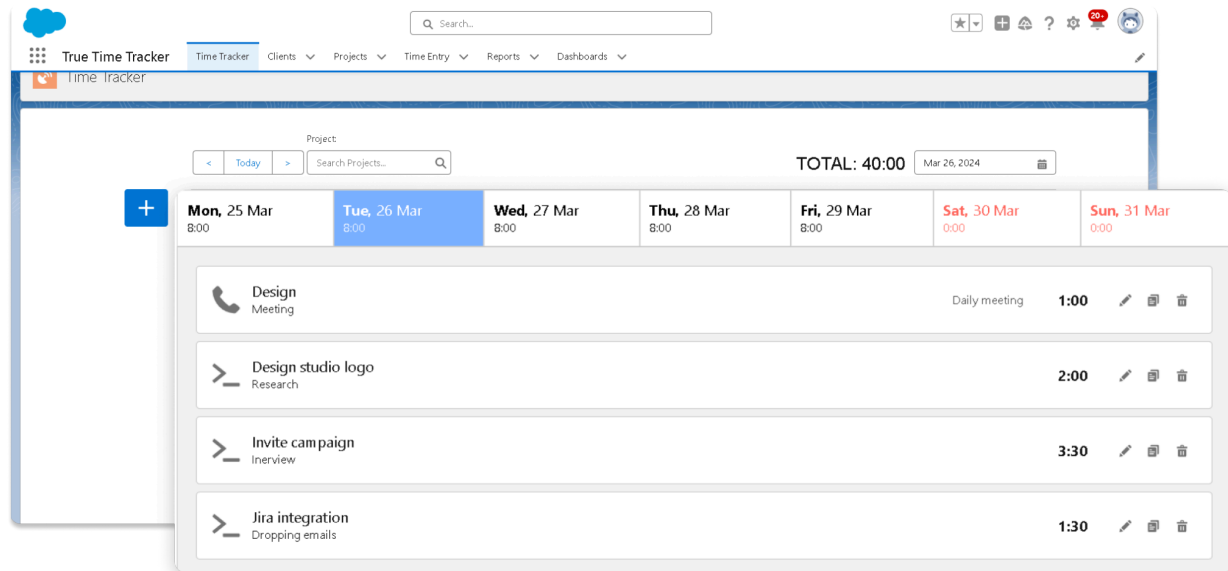 Search...
20+
True Time Tracker
Time Tracker Clients Projects Time Entry Reports Dashboards
Time Tracker
Project:
< Today > Search Projects... TOTAL: 40:00 Mar 26, 2024
+
Mon, 25 Mar
8:00
Tue, 26 Mar
8:00
Wed, 27 Mar
8:00
Thu, 28 Mar
8:00
Fri, 29 Mar
8:00
Sat, 30 Mar
0:00
Sun, 31 Mar
0:00
Design
Meeting
Daily meeting 1:00
Design studio logo
Research
2:00
Invite campaign
Inerview
3:30
Jira integration
Dropping emails
1:30